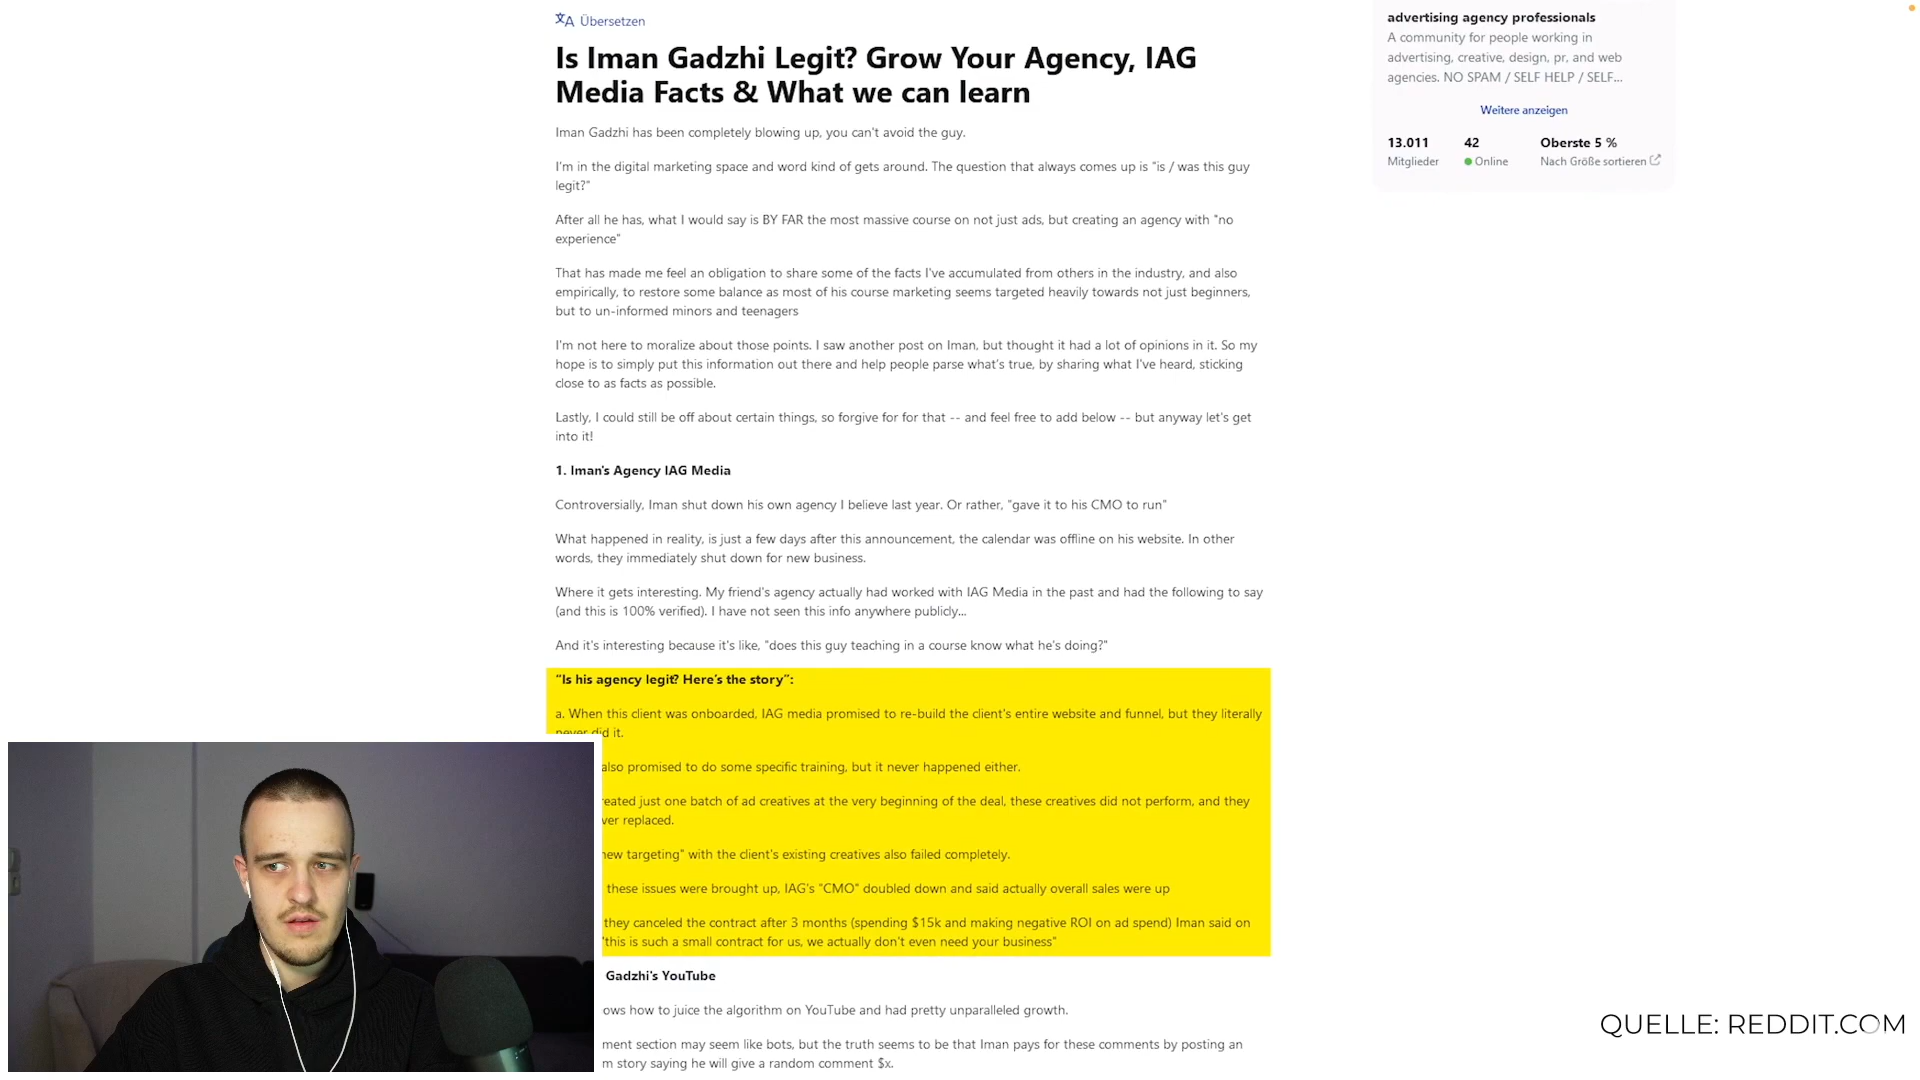 Übersetzen
Is Iman Gadzhi Legit? Grow Your Agency, IAG
Media Facts & What we can learn
Iman Gadzhi has been completely blowing up, you can't avoid the guy.
I'm in the digital marketing space and word kind of gets around. The question that always comes up is "is / was this guy
legit?"
After all he has, what I would say is BY FAR the most massive course on not just ads, but creating an agency with "no
experience"
That has made me feel an obligation to share some of the facts I've accumulated from others in the industry, and also
empirically, to restore some balance as most of his course marketing seems targeted heavily towards not just beginners,
but to un-informed minors and teenagers
I'm not here to moralize about those points. I saw another post on Iman, but thought it had a lot of opinions in it. So my
hope is to simply put this information out there and help people parse what's true, by sharing what I've heard, sticking
close to as facts as possible.
Lastly, I could still be off about certain things, so forgive for for that -- and feel free to add below -- but anyway let's get
into it!
1. Iman's Agency IAG Media
Controversially, Iman shut down his own agency I believe last year. Or rather, "gave it to his CMO to run"
What happened in reality, is just a few days after this announcement, the calendar was offline on his website. In other
words, they immediately shut down for new business.
Where it gets interesting. My friend's agency actually had worked with IAG Media in the past and had the following to say
(and this is 100% verified). I have not seen this info anywhere publicly...
And it's interesting because it's like, "does this guy teaching in a course know what he's doing?"
"Is his agency legit? Here's the story":
a. When this client was onboarded, IAG media promised to re-build the client's entire website and funnel, but they literally
never did it.
also promised to do some specific training, but it never happened either.
reated just one batch of ad creatives at the very beginning of the deal, these creatives did not perform, and they
ver replaced.
new targeting" with the client's existing creatives also failed completely.
these issues were brought up, IAG's "CMO" doubled down and said actually overall sales were up
they canceled the contract after 3 months (spending $15k and making negative ROI on ad spend) Iman said on
"this is such a small contract for us, we actually don't even need your business"
Gadzhi's YouTube
ows how to juice the algorithm on YouTube and had pretty unparalleled growth.
ment section may seem like bots, but the truth seems to be that Iman pays for these comments by posting an
m story saying he will give a random comment $x.
advertising agency professionals
A community for people working in
advertising, creative, design, pr, and web
agencies. NO SPAM / SELF HELP / SELF...
Weitere anzeigen
13.011 42 Oberste 5 %
Mitglieder Online Nach Größe sortieren
QUELLE: REDDIT.COM